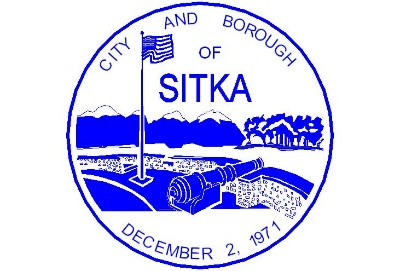 CITY AND BOROUGH
OF
SITKA
DECEMBER 2, 1971